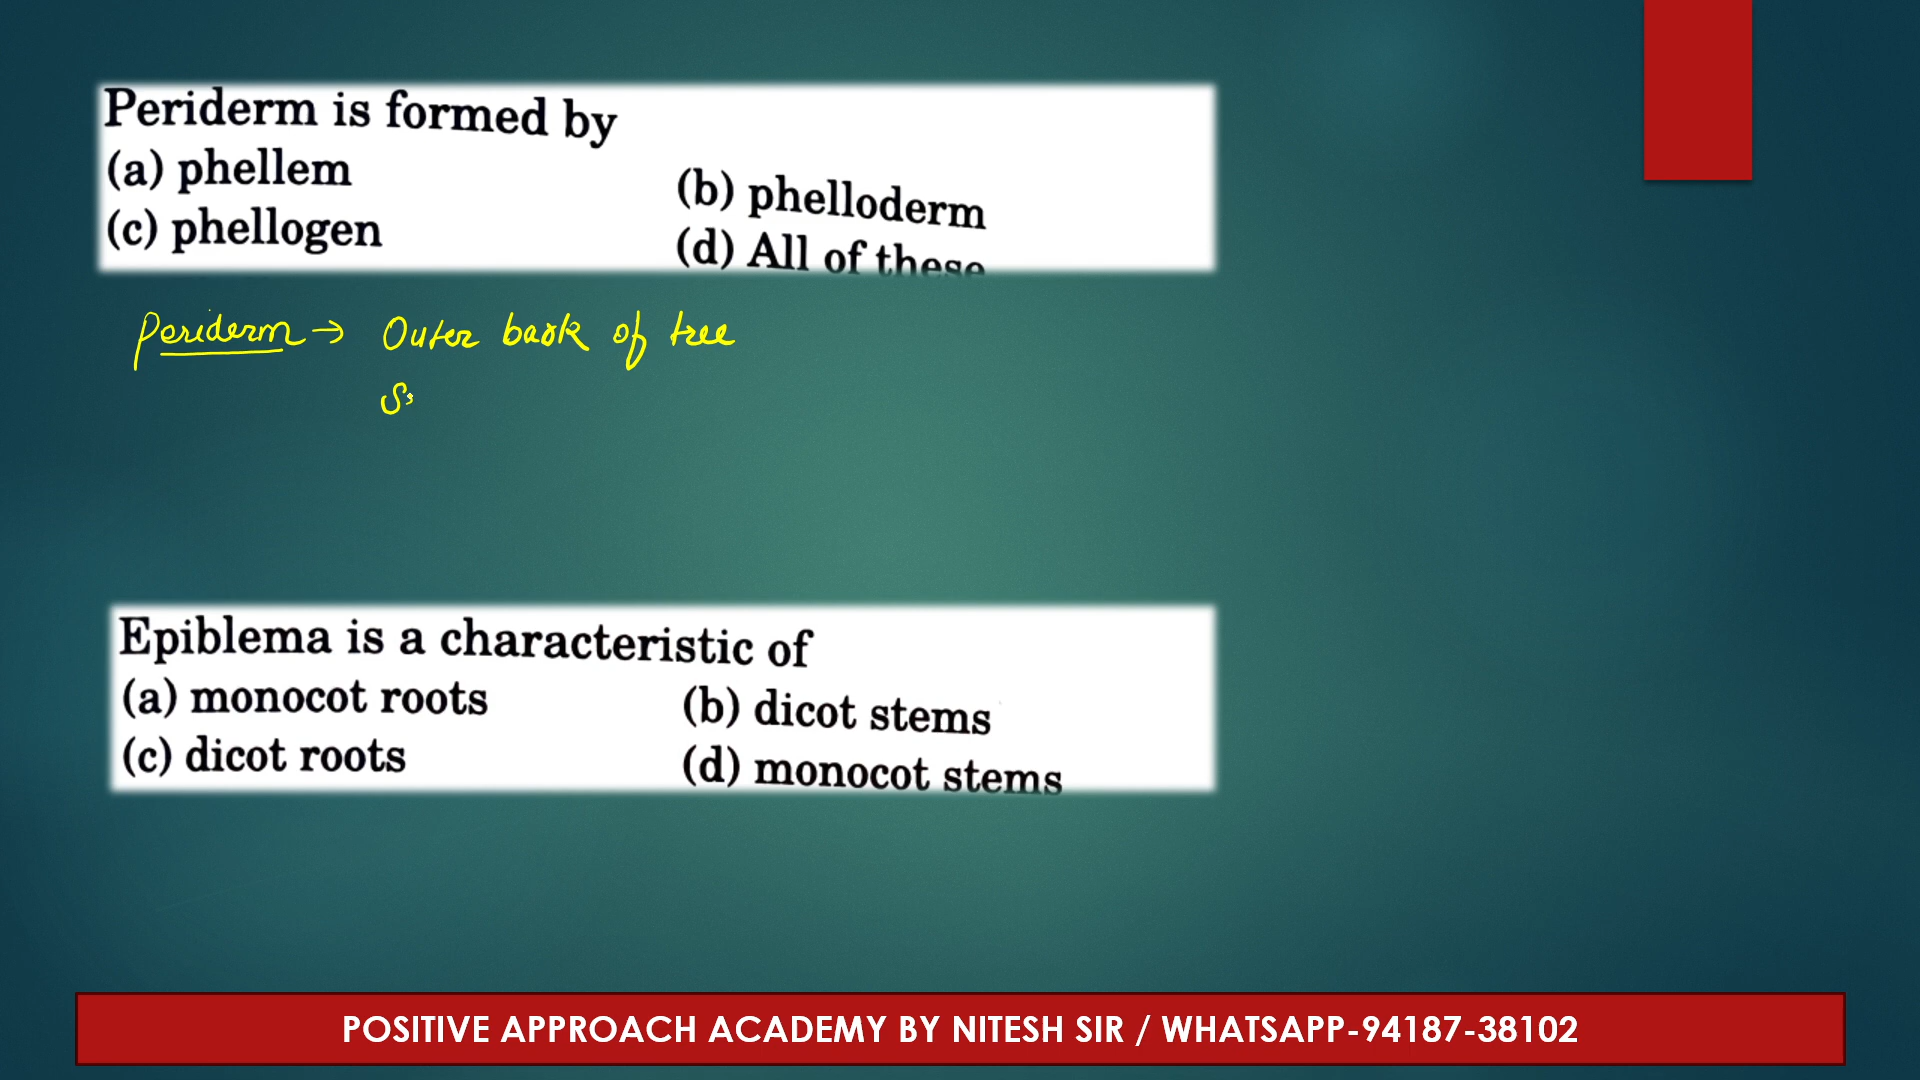 Periderm is formed by
(a) phellem
(b) phelloderm
(c) phellogen
(d) All of these
Periderm → Outer bark of tree
Epiblema is a characteristic of
(a) monocot roots
(b) dicot stems
(c) dicot roots
(d) monocot stems
POSITIVE APPROACH ACADEMY BY NITESH SIR / WHATSAPP-94187-38102